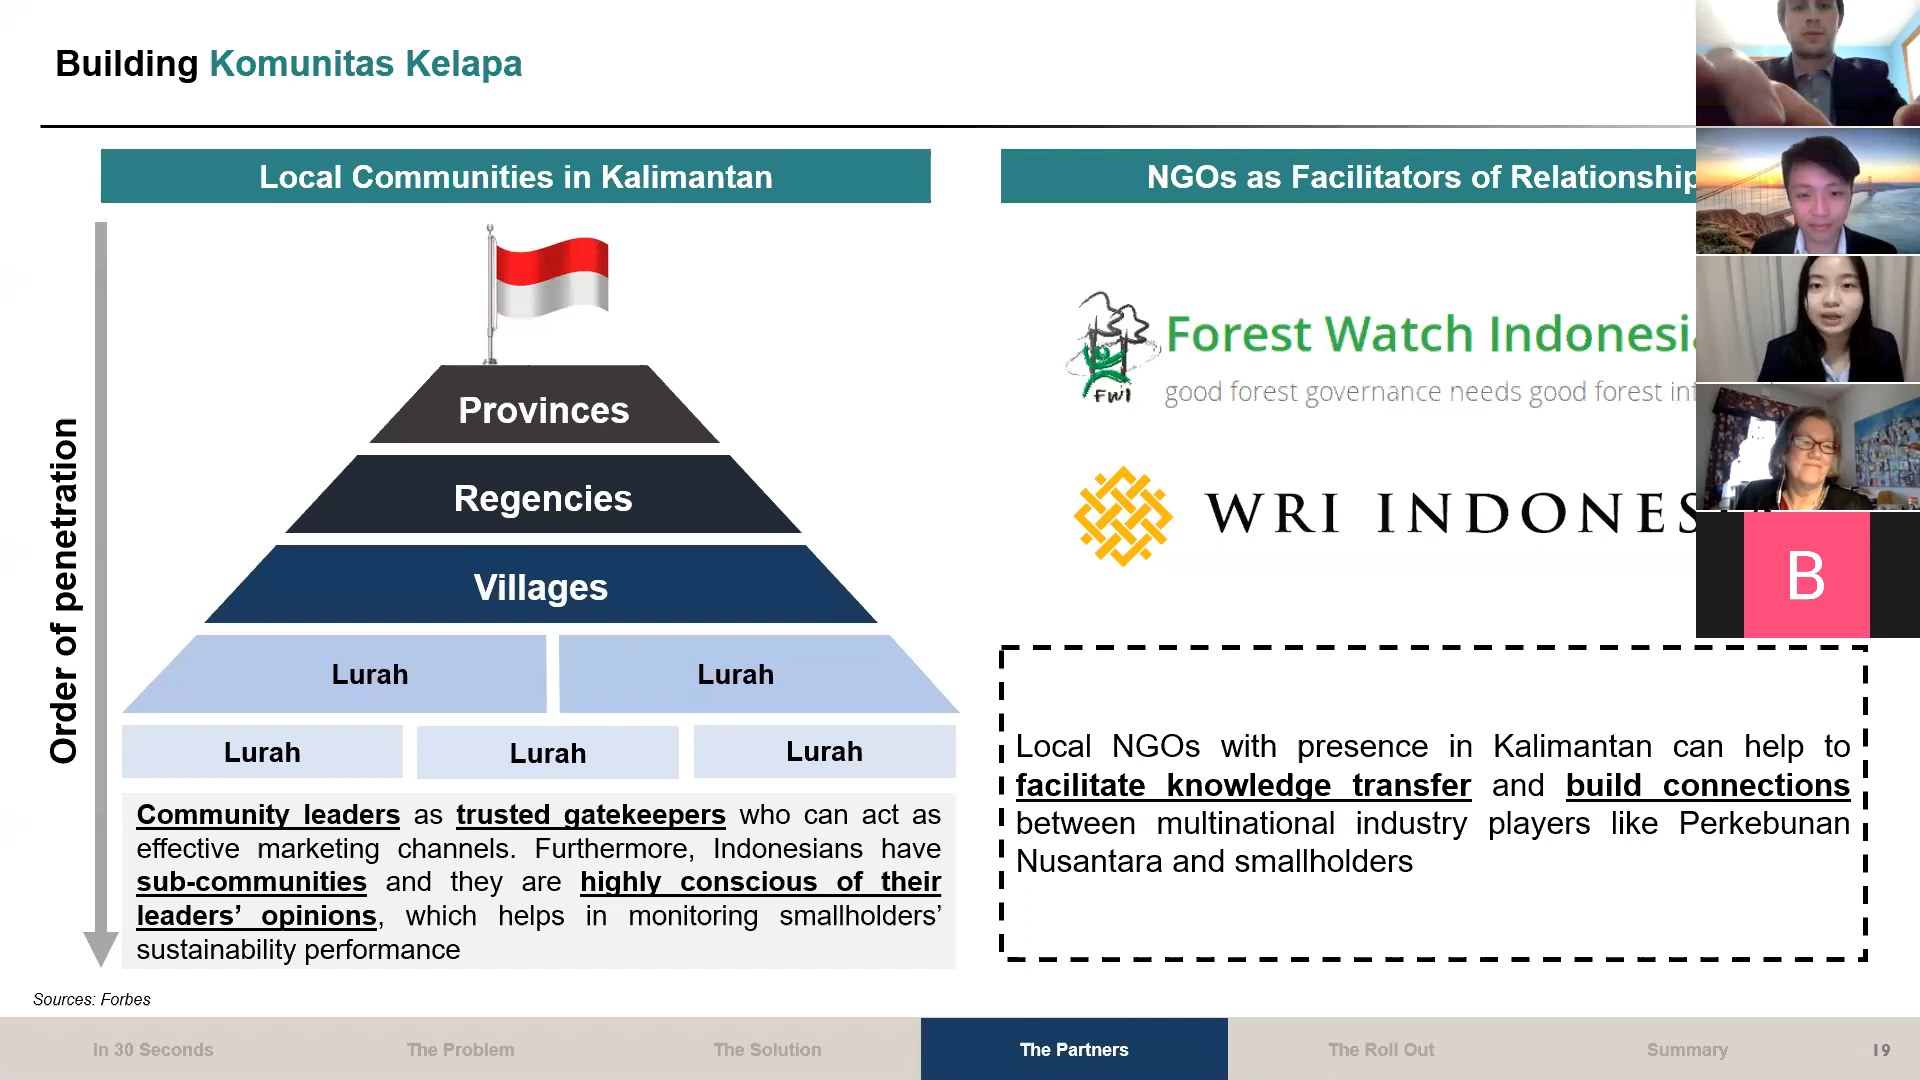 Building Komunitas Kelapa
Local Communities in Kalimantan
Order of penetration
Provinces
Regencies
Villages
Lurah Lurah
Lurah Lurah Lurah
Community leaders as trusted gatekeepers who can act as
effective marketing channels. Furthermore, Indonesians have
sub-communities and they are highly conscious of their
leaders’ opinions, which helps in monitoring smallholders’
sustainability performance
Sources: Forbes
NGOs as Facilitators of Relationship
FWI
Forest Watch Indonesia
good forest governance needs good forest
WRI INDONES
B
Local NGOs with presence in Kalimantan can help to
facilitate knowledge transfer and build connections
between multinational industry players like Perkebunan
Nusantara and smallholders
In 30 Seconds The Problem The Solution The Partners The Roll Out Summary 19